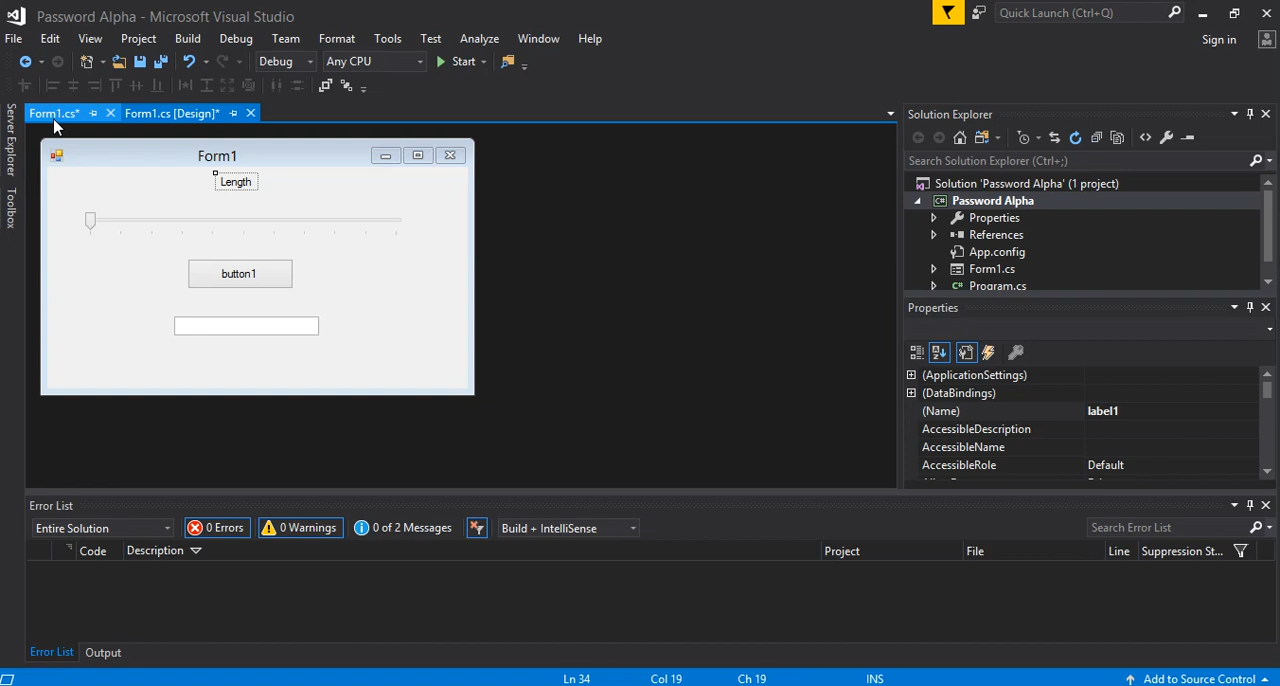 Password Alpha - Microsoft Visual Studio
Quick Launch (Ctrl+Q)
File Edit View Project Build Debug Team Format Tools Test Analyze Window Help
Sign in
Debug Any CPU Start
Server Explorer
Toolbox
Form1.cs* Form1.cs [Design]*
Form1
Length
button1
Solution Explorer
Search Solution Explorer (Ctrl+;)
Solution 'Password Alpha' (1 project)
C# Password Alpha
Properties
References
App.config
Form1.cs
C# Program.cs
Properties
(ApplicationSettings)
(DataBindings)
(Name) label1
AccessibleDescription
AccessibleName
AccessibleRole Default
Error List
Entire Solution 0 Errors 0 Warnings 0 of 2 Messages Build + IntelliSense Search Error List
Code Description Project File Line Suppression St...
Error List Output
Ln 34 Col 19 Ch 19 INS Add to Source Control